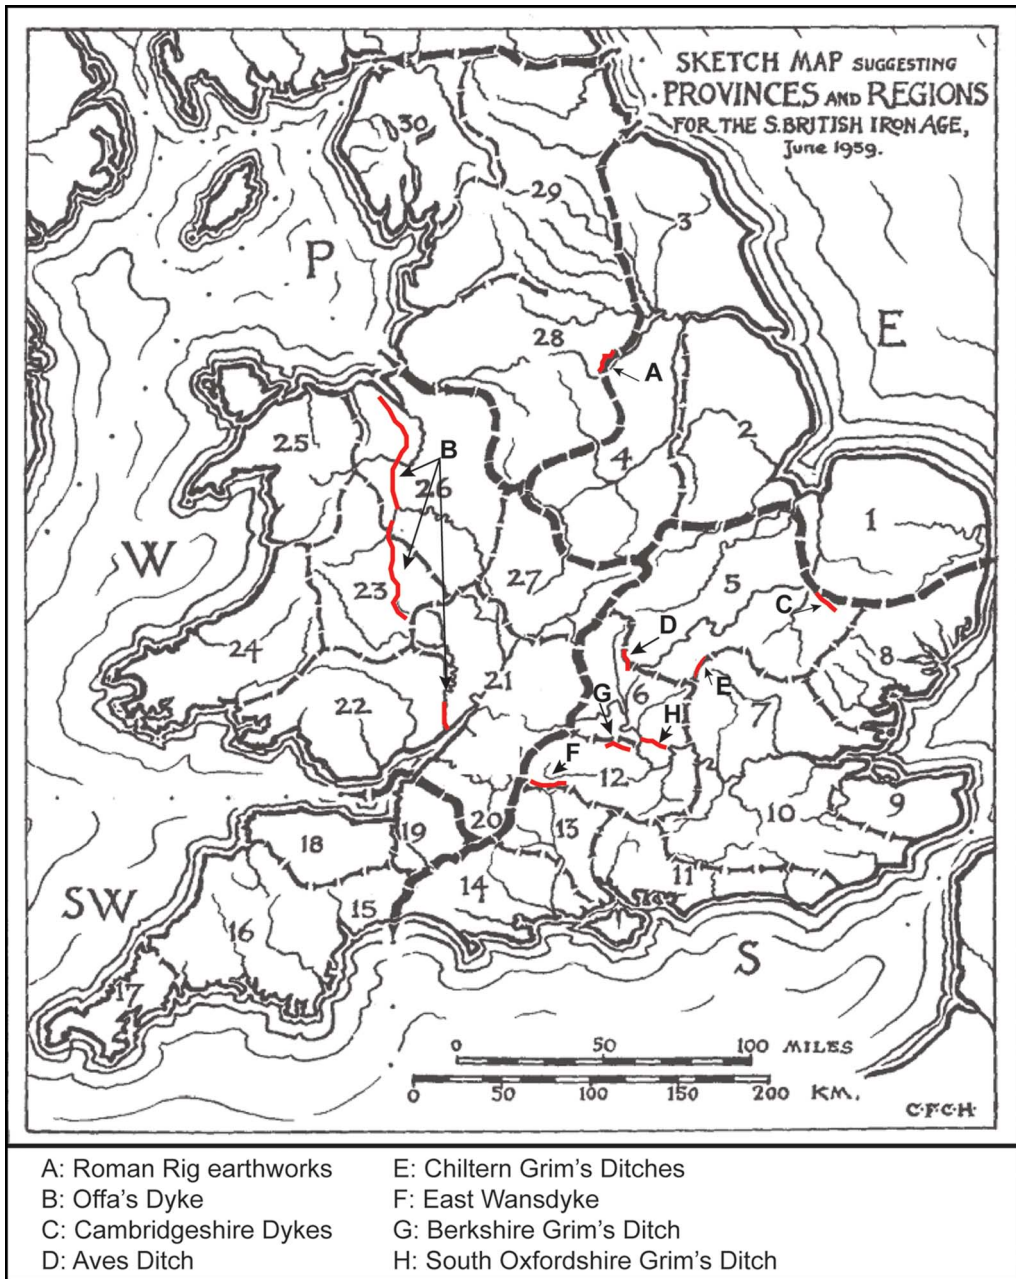 SKETCH MAP SUGGESTING
PROVINCES AND REGIONS
FOR THE S. BRITISH IRON AGE,
June 1959.
30
29
3
P
E
28
A
25
B
2
4
26
1
W
27
5
23
C
D
24
8
21
G
6
E
22
H
7
F
12
20
10
9
18
19
13
11
14
SW
15
16
S
17
0 50 100 MILES
0 50 100 150 200 KM.
C·F·C·H·
A: Roman Rig earthworks
B: Offa's Dyke
C: Cambridgeshire Dykes
D: Aves Ditch
E: Chiltern Grim's Ditches
F: East Wansdyke
G: Berkshire Grim's Ditch
H: South Oxfordshire Grim's Ditch